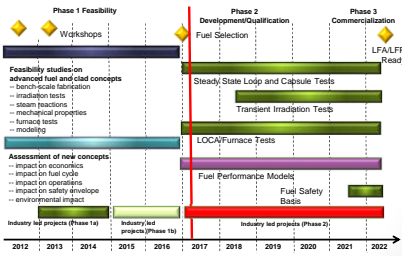 Phase 1 Feasibility
Phase 2
Development/Qualification
Phase 3
Commercialization
Workshops
Fuel Selection
LFA/LFR
Ready
Feasibility studies on
advanced fuel and clad concepts
-- bench-scale fabrication
-- irradiation tests
-- steam reactions
-- mechanical properties
-- furnace tests
-- modeling
Steady State Loop and Capsule Tests
Transient Irradiation Tests
LOCA/Furnace Tests
Assessment of new concepts
-- impact on economics
-- impact on fuel cycle
-- impact on operations
-- impact on safety envelope
-- environmental impact
Fuel Performance Models
Fuel Safety
Basis
Industry led projects (Phase 1a)
Industry led
projects (Phase 1b)
Industry led projects (Phase 2)
2012 2013 2014 2015 2016 2017 2018 2019 2020 2021 2022